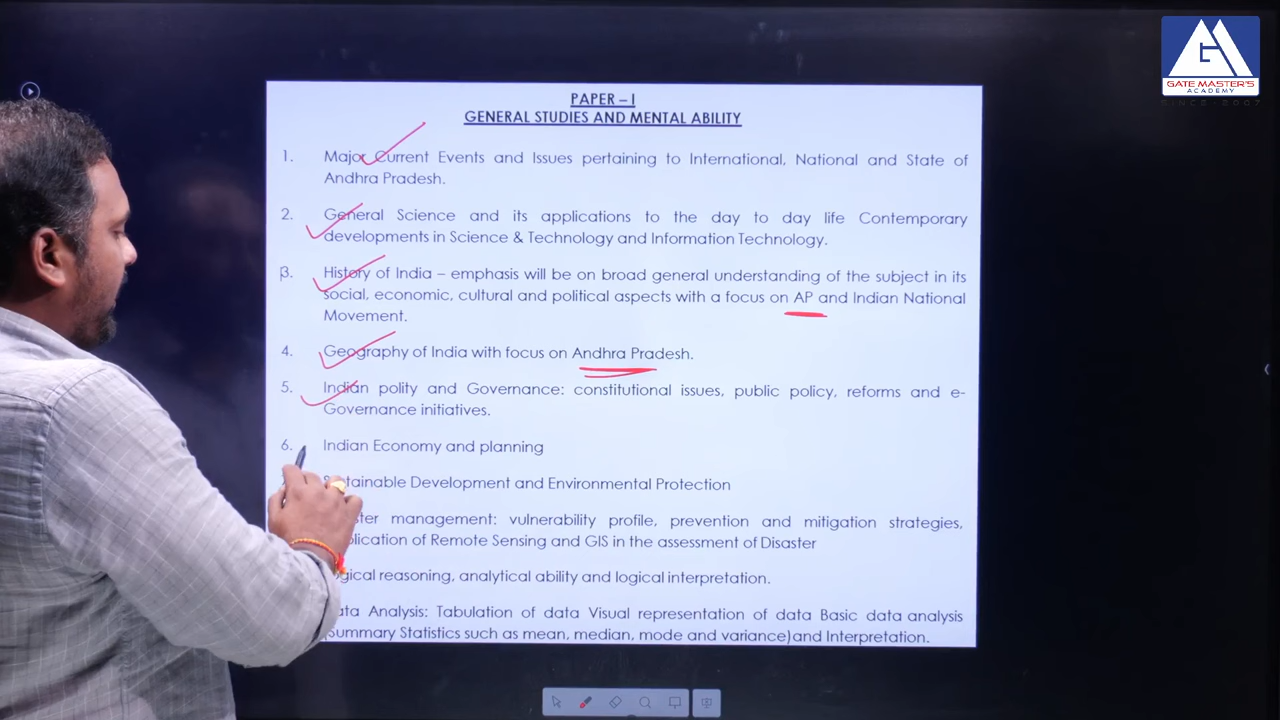 GATE MASTER'S
ACADEMY
SINCE-2007
PAPER – I
GENERAL STUDIES AND MENTAL ABILITY
1. Major Current Events and Issues pertaining to International, National and State of
Andhra Pradesh.
2. General Science and its applications to the day to day life Contemporary
developments in Science & Technology and Information Technology.
3. History of India – emphasis will be on broad general understanding of the subject in its
social, economic, cultural and political aspects with a focus on AP and Indian National
Movement.
4. Geography of India with focus on Andhra Pradesh.
5. Indian polity and Governance: constitutional issues, public policy, reforms and e-
Governance initiatives.
6. Indian Economy and planning
Development and Environmental Protection
management: vulnerability profile, prevention and mitigation strategies,
of Remote Sensing and GIS in the assessment of Disaster
reasoning, analytical ability and logical interpretation.
Analysis: Tabulation of data Visual representation of data Basic data analysis
(Summary Statistics such as mean, median, mode and variance)and Interpretation.